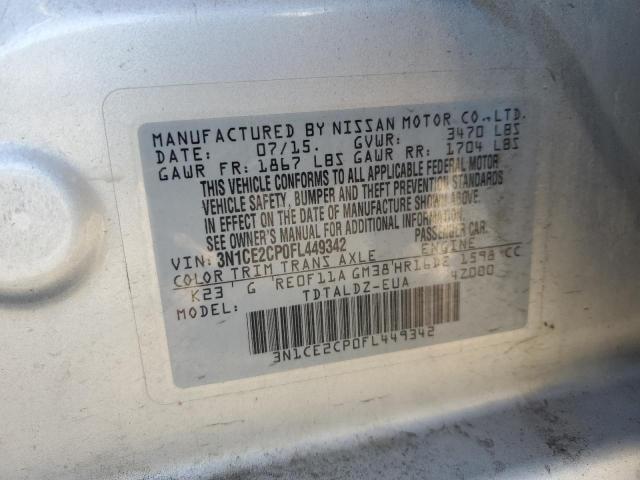 MANUFACTURED BY NISSAN MOTOR CO.,LTD.
DATE: 07/15. GVWR: 3470 LBS
GAWR FR: 1867 LBS GAWR RR: 1704 LBS
THIS VEHICLE CONFORMS TO ALL APPLICABLE FEDERAL MOTOR
VEHICLE SAFETY, BUMPER AND THEFT PREVENTION STANDARDS
IN EFFECT ON THE DATE OF MANUFACTURE SHOWN ABOVE.
SEE OWNER'S MANUAL FOR ADDITIONAL INFORMATION.
VIN: 3N1CE2CP0FL449342 PASSENGER CAR.
COLOR TRIM TRANS AXLE ENGINE
K23 G RE0F11A GM38 HR16DE 1598 CC
MODEL: TDTALDZ-EUA 4Z000
3N1CE2CP0FL449342